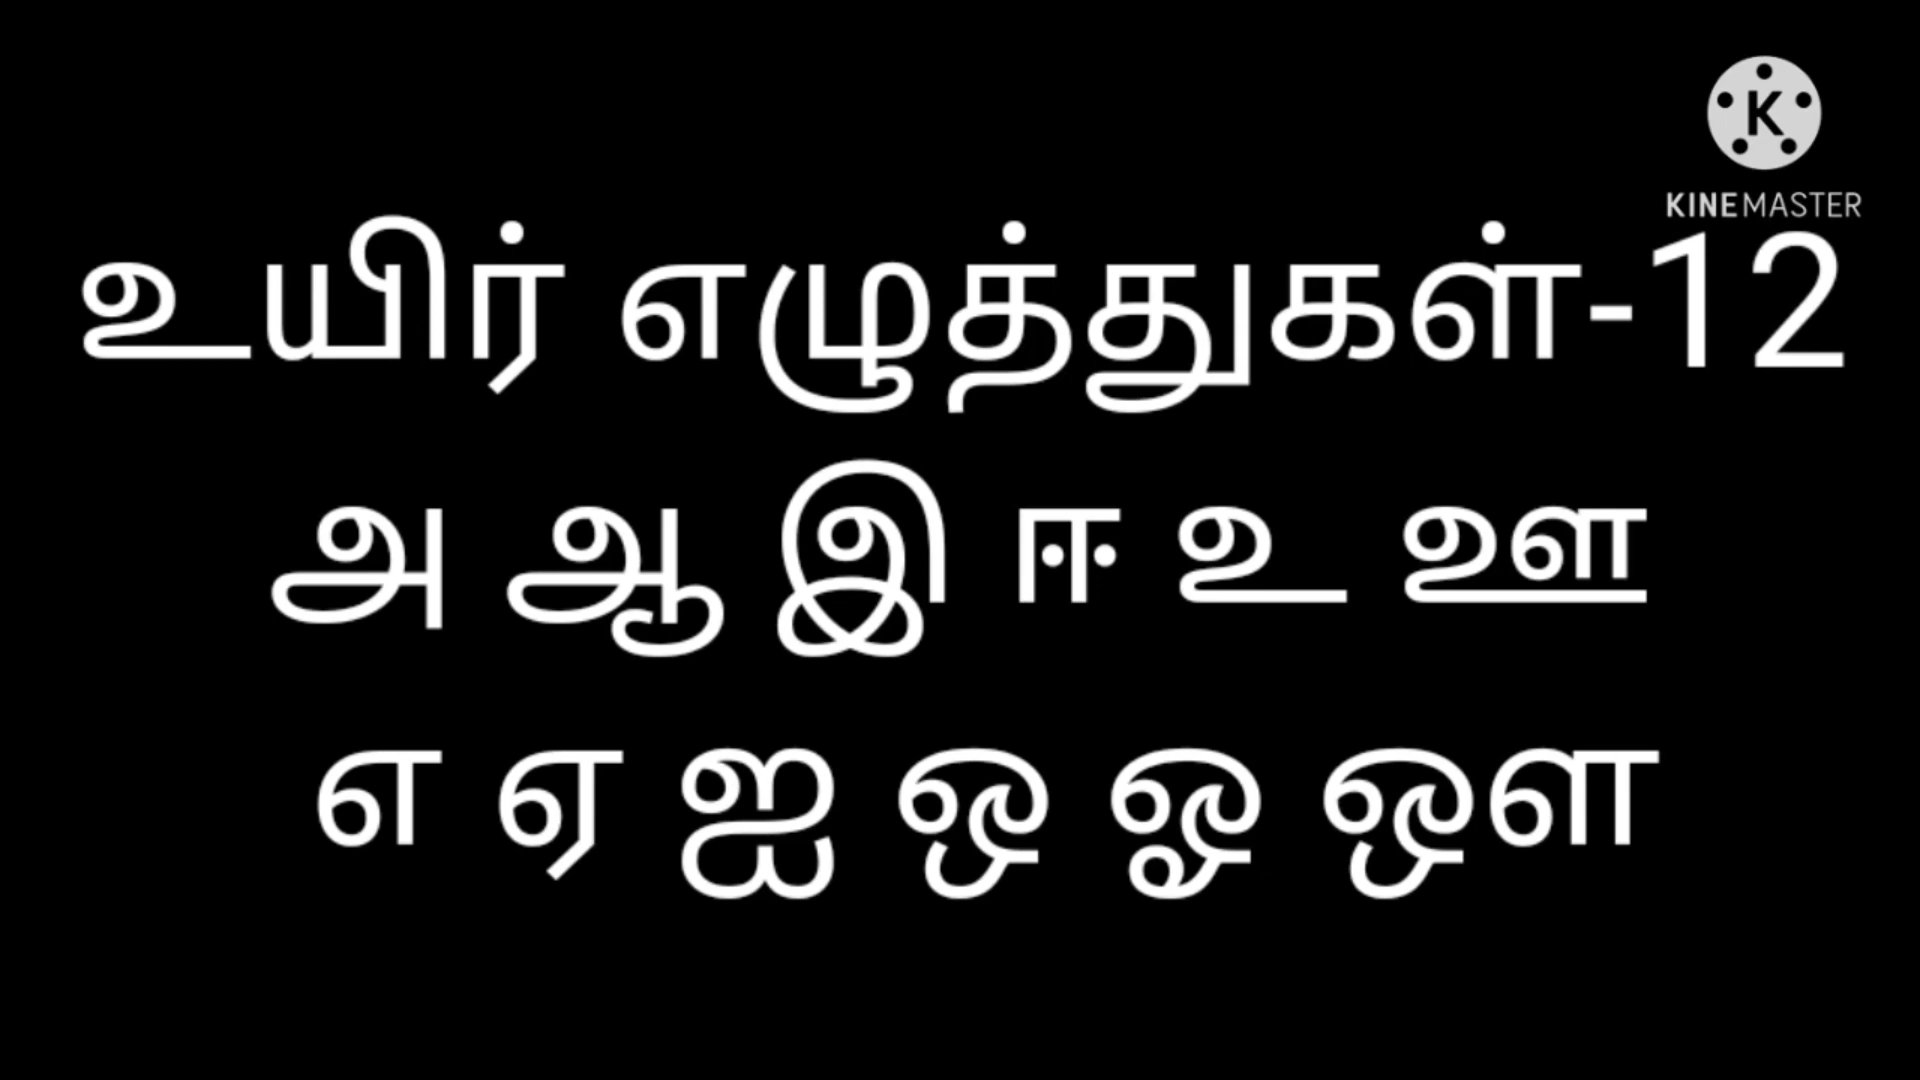 KINEMASTER
உயிர் எழுத்துகள்-12
அ ஆ இ ஈ உ ஊ
எ ஏ ஐ ஒ ஓ ஔ